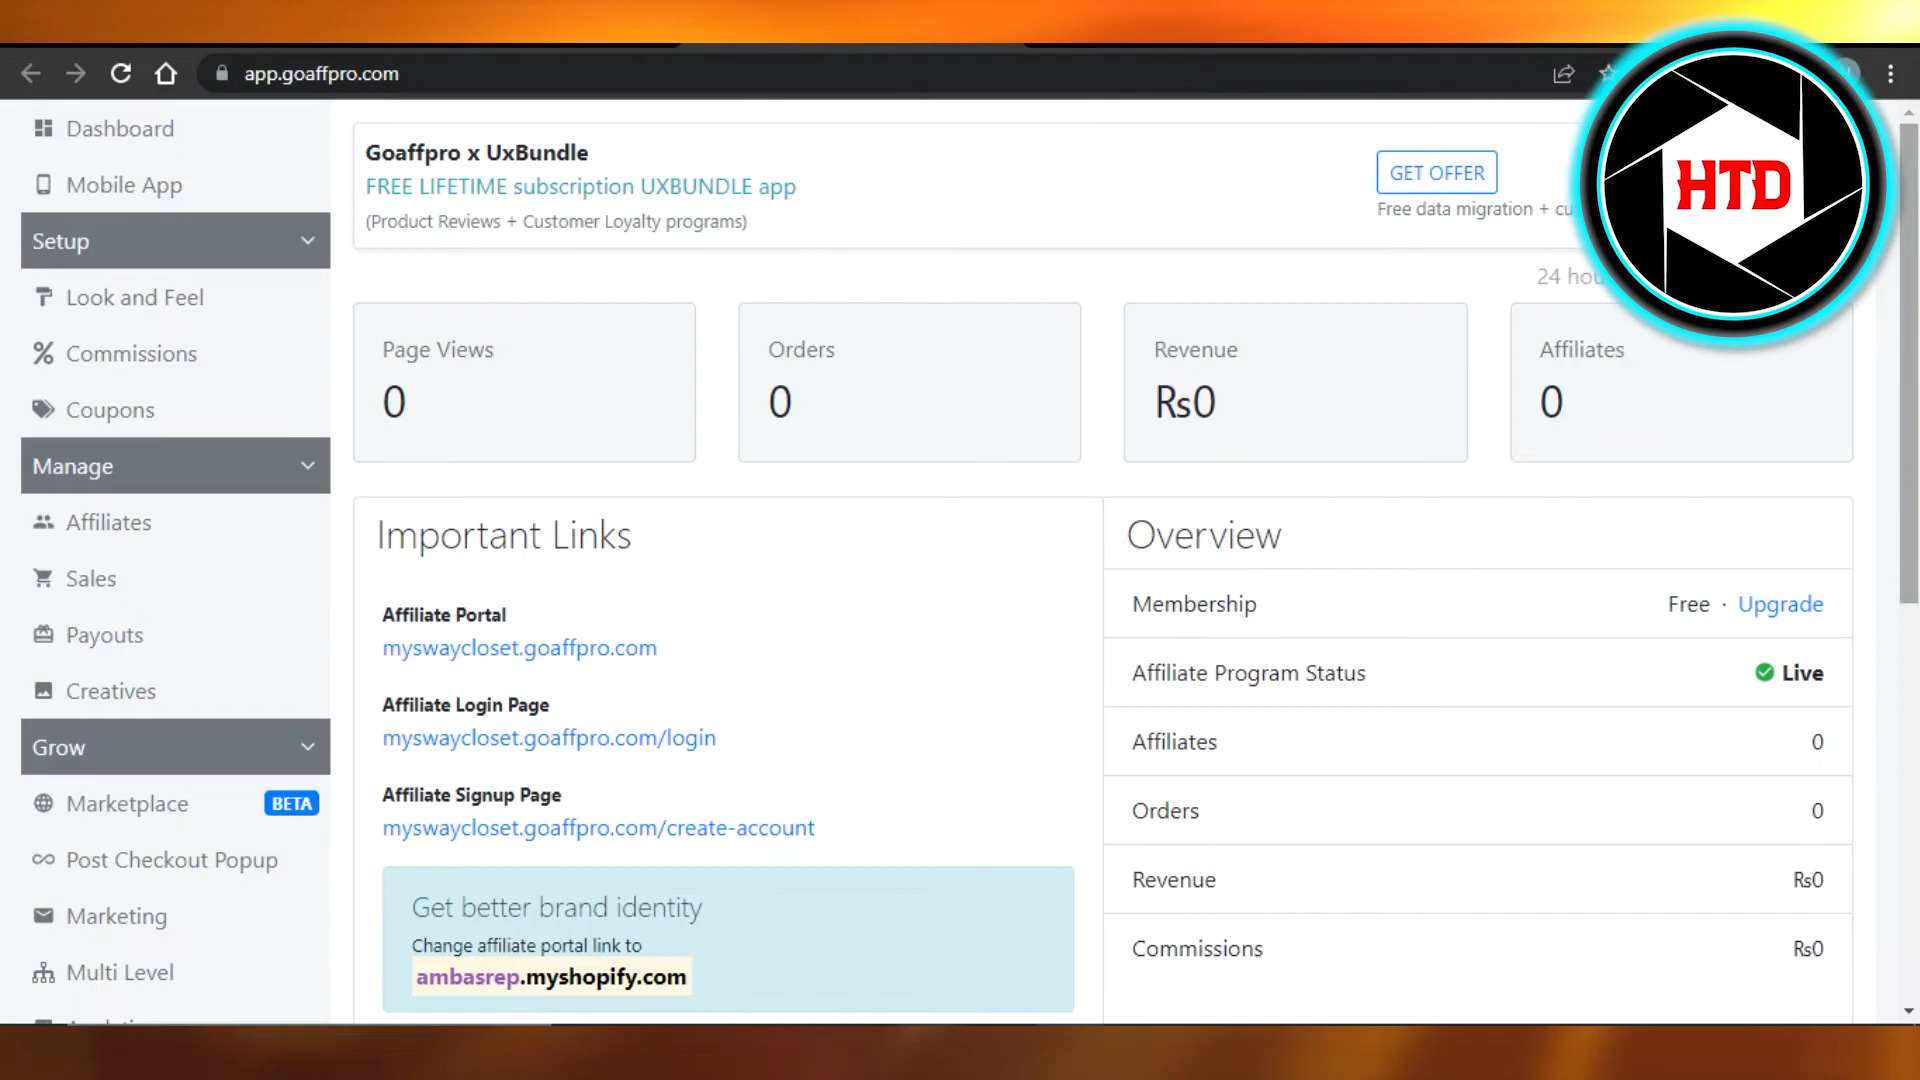 app.goaffpro.com
HTD
Dashboard
Mobile App
Setup
Look and Feel
Commissions
Coupons
Manage
Affiliates
Sales
Payouts
Creatives
Grow
Marketplace BETA
Post Checkout Popup
Marketing
Multi Level
Goaffpro x UxBundle
FREE LIFETIME subscription UXBUNDLE app
(Product Reviews + Customer Loyalty programs)
GET OFFER
Free data migration +
24
Page Views
0
Orders
0
Revenue
Rs0
Affiliates
0
Important Links
Affiliate Portal
myswaycloset.goaffpro.com
Affiliate Login Page
myswaycloset.goaffpro.com/login
Affiliate Signup Page
myswaycloset.goaffpro.com/create-account
Get better brand identity
Change affiliate portal link to
ambasrep.myshopify.com
Overview
Membership Free · Upgrade
Affiliate Program Status Live
Affiliates 0
Orders 0
Revenue Rs0
Commissions Rs0